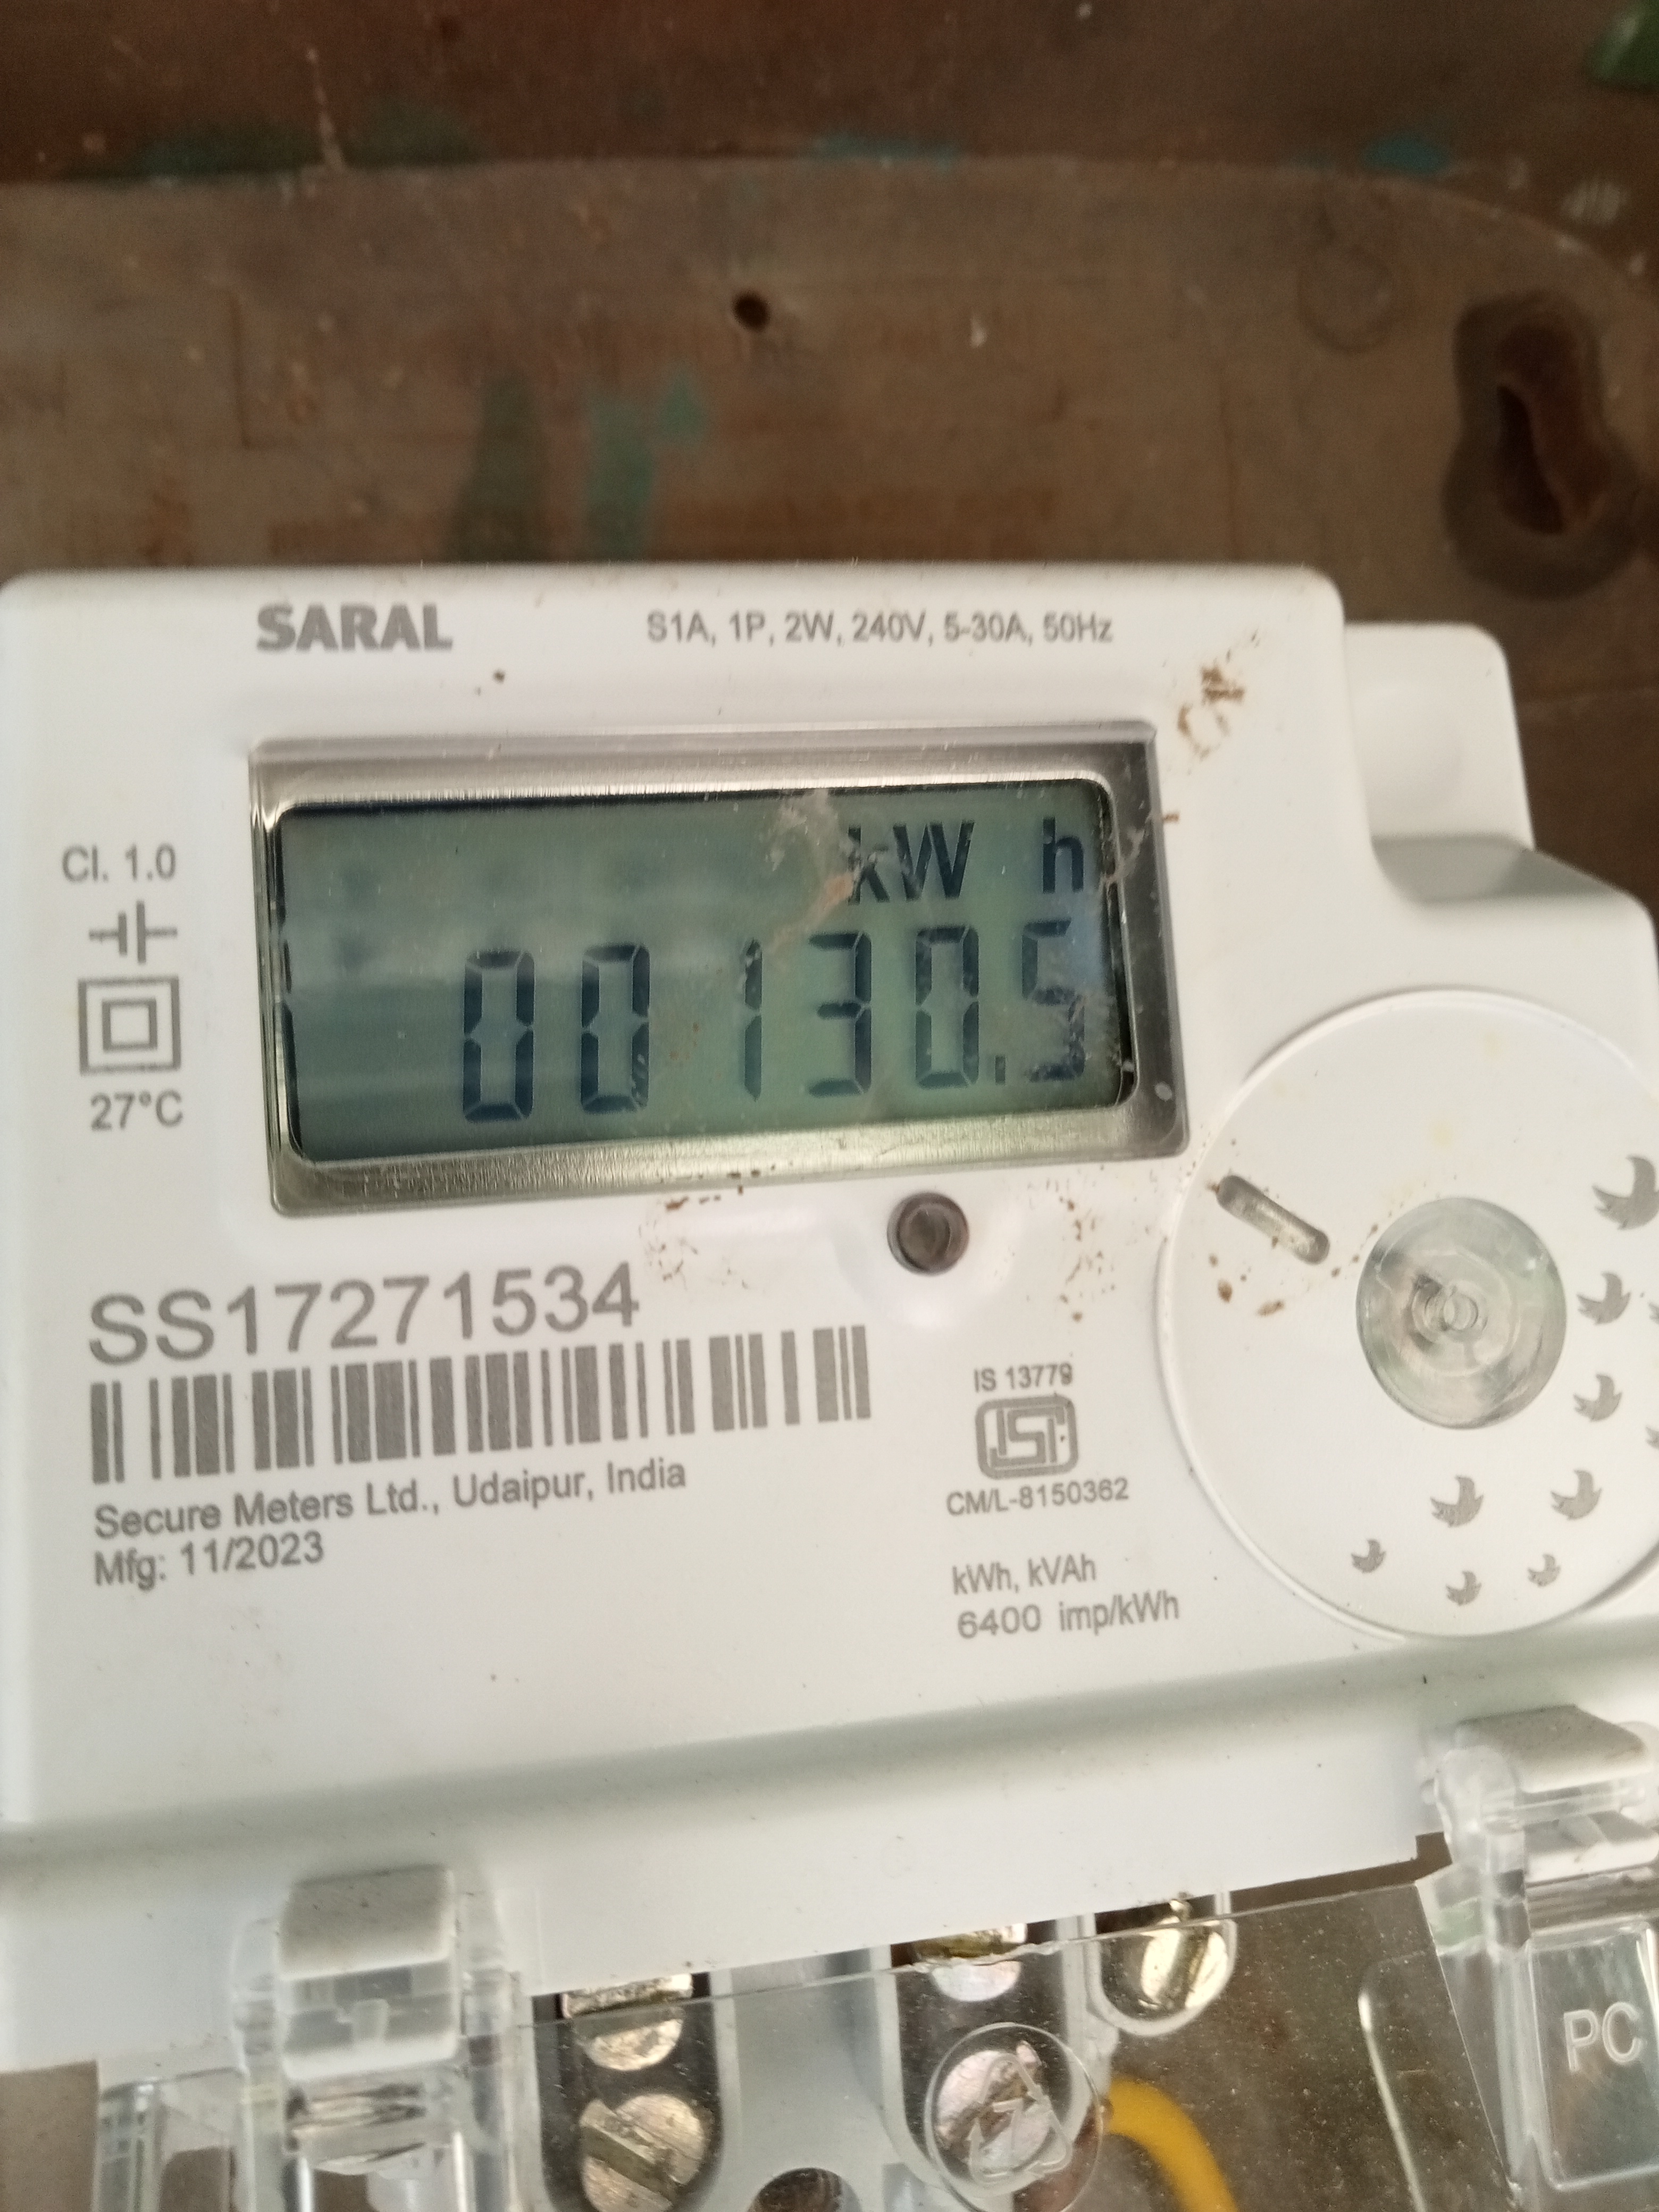 SARAL
S1A, 1P, 2W, 240V, 5-30A, 50Hz
kW h
00130.5
Cl. 1.0
27°C
SS17271534
Secure Meters Ltd., Udaipur, India
Mfg: 11/2023
IS 13779
ISI
CM/L-8150362
kWh, kVAh
6400 imp/kWh
PC